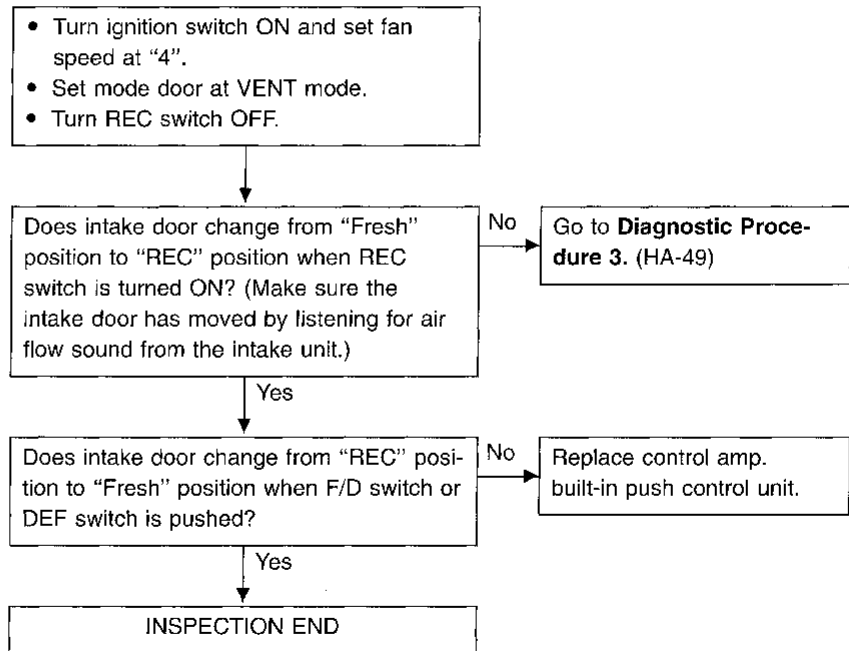 • Turn ignition switch ON and set fan
speed at “4”.
• Set mode door at VENT mode.
• Turn REC switch OFF.
Does intake door change from “Fresh”
position to “REC” position when REC
switch is turned ON? (Make sure the
intake door has moved by listening for air
flow sound from the intake unit.)
No
Go to Diagnostic Proce-
dure 3. (HA-49)
Yes
Does intake door change from “REC” posi-
tion to “Fresh” position when F/D switch or
DEF switch is pushed?
No
Replace control amp.
built-in push control unit.
Yes
INSPECTION END